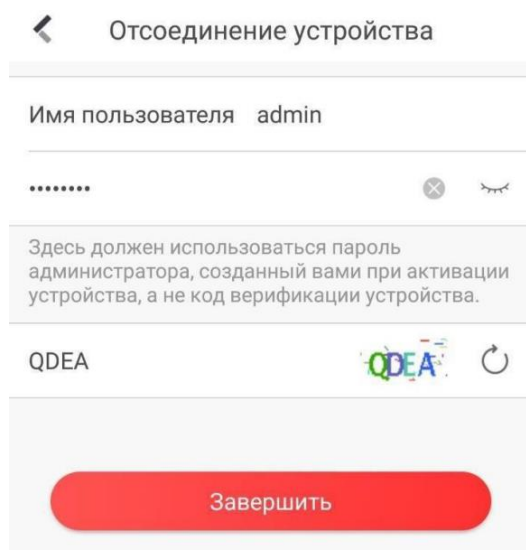 Отсоединение устройства
Имя пользователя admin
••••••••
Здесь должен использоваться пароль
администратора, созданный вами при активации
устройства, а не код верификации устройства.
QDEA QDEA
Завершить